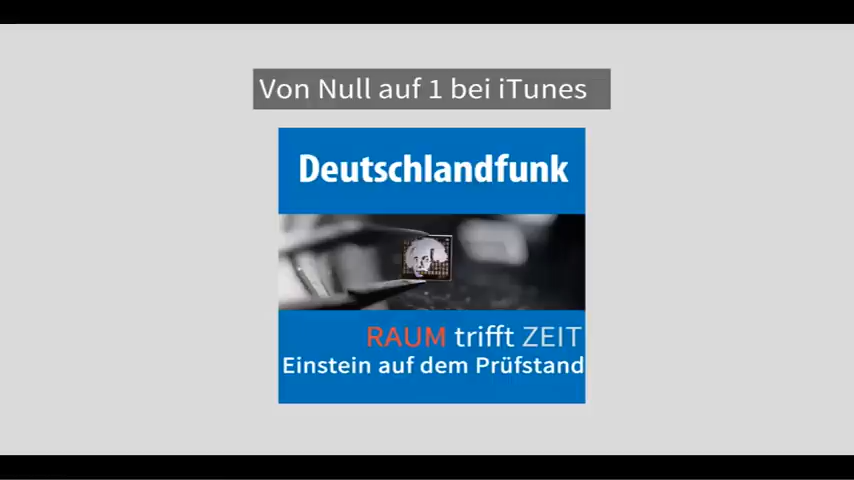 Von Null auf 1 bei iTunes
Deutschlandfunk
RAUM trifft ZEIT
Einstein auf dem Prüfstand